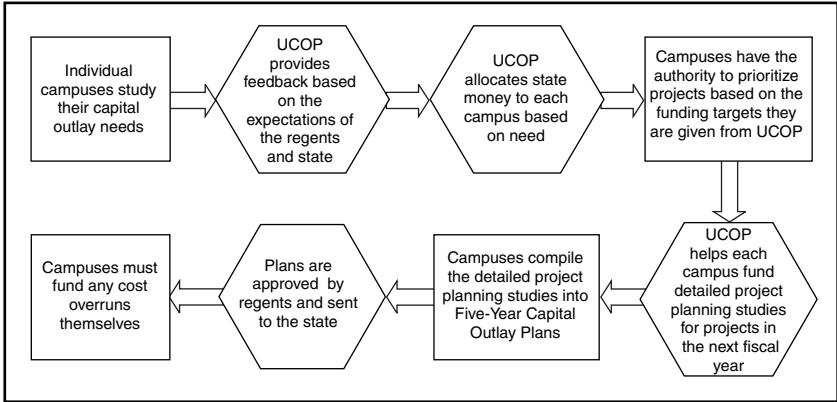 Individual
campuses study
their capital
outlay needs
UCOP
provides
feedback based
on the
expectations of
the regents
and state
UCOP
allocates state
money to each
campus based
on need
Campuses have the
authority to prioritize
projects based on the
funding targets they
are given from UCOP
UCOP
helps each
campus fund
detailed project
planning studies
for projects in
the next fiscal
year
Campuses compile
the detailed project
planning studies into
Five-Year Capital
Outlay Plans
Plans are
approved by
regents and sent
to the state
Campuses must
fund any cost
overruns
themselves